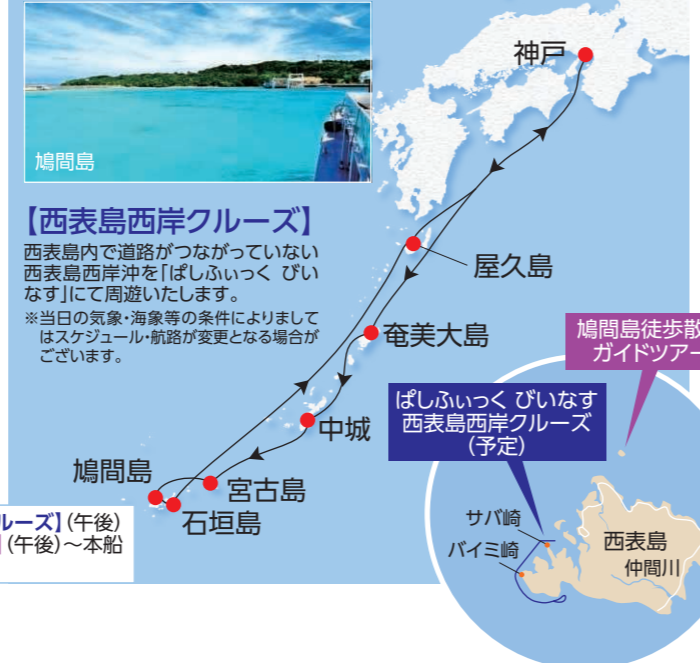 鳩間島
【西表島西岸クルーズ】
西表島内で道路がつながっていない
西表島西岸沖を「ぱしふぃっく びい
なす」にて周遊いたします。
※当日の気象・海象等の条件によりまして
はスケジュール・航路が変更となる場合が
ございます。
神戸
屋久島
奄美大島
中城
宮古島
鳩間島
石垣島
ルーズ】(午後)
(午後)～本船
鳩間島徒歩散
ガイドツアー
ぱしふぃっく びいなす
西表島西岸クルーズ
(予定)
サバ崎
バイミ崎
西表島
仲間川